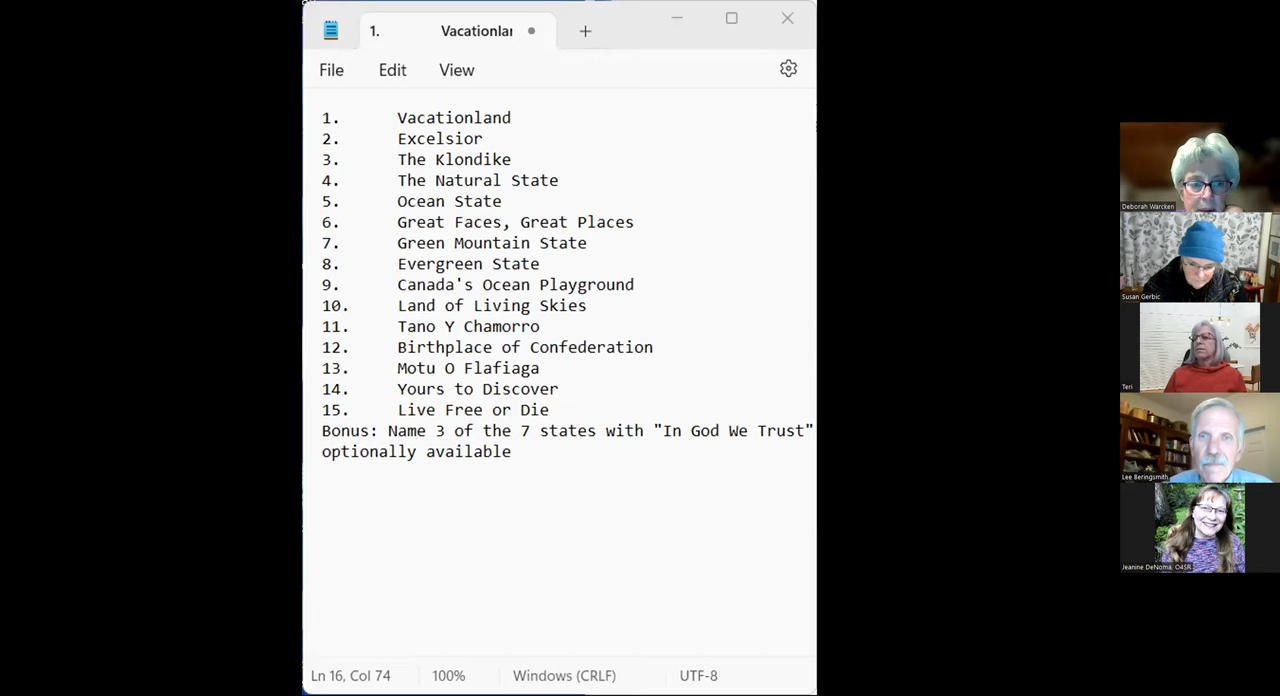 1. Vacationlar
File Edit View
1. Vacationland
2. Excelsior
3. The Klondike
4. The Natural State
5. Ocean State
6. Great Faces, Great Places
7. Green Mountain State
8. Evergreen State
9. Canada's Ocean Playground
10. Land of Living Skies
11. Tano Y Chamorro
12. Birthplace of Confederation
13. Motu O Flafiaga
14. Yours to Discover
15. Live Free or Die
Bonus: Name 3 of the 7 states with "In God We Trust"
optionally available
Ln 16, Col 74 100% Windows (CRLF) UTF-8
Deborah Warcken
Susan Gerbic
Teri
Lee Beringsmith
Jeanine DeNoma, O4SR